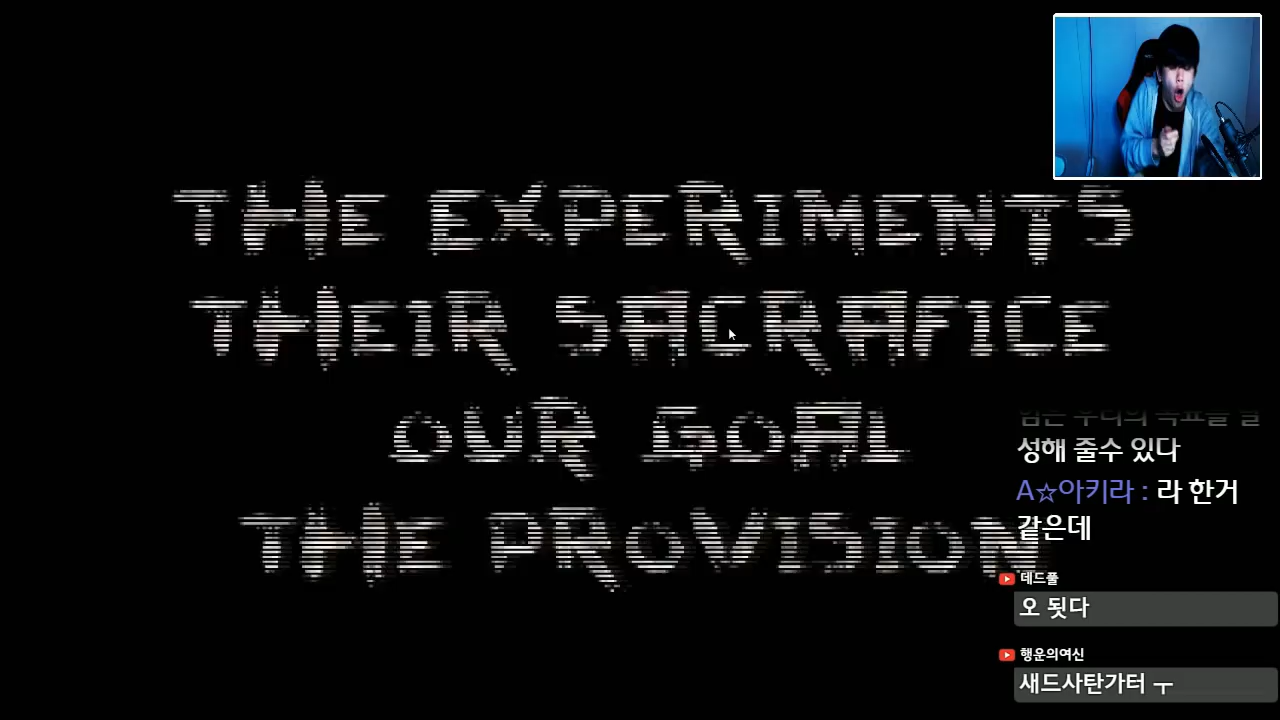 THE EXPERIMENTS
THEIR SACRAFICE
OUR GOAL
THE PROVISION
성해 줄수 있다
A☆아키라 : 라 한거
같은데
데드풀
오 됫다
행운의여신
새드사탄가터 ㅜ